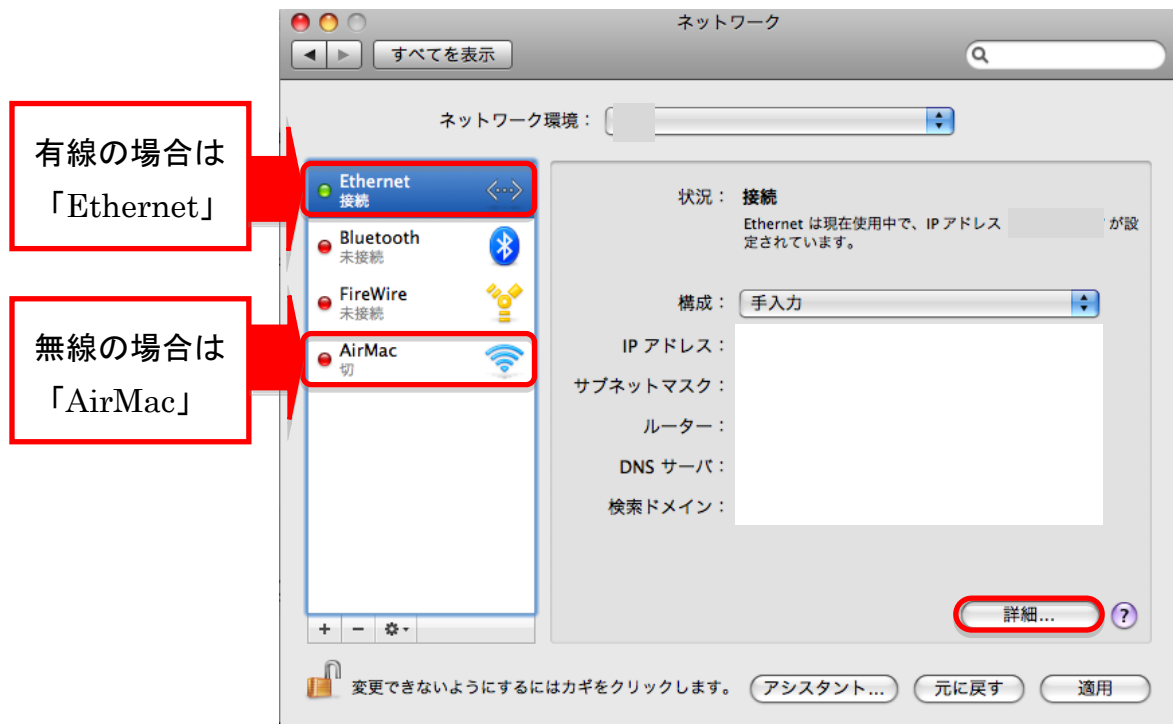 ネットワーク
すべてを表示
ネットワーク環境：
有線の場合は
「Ethernet」
無線の場合は
「AirMac」
Ethernet
接続
Bluetooth
未接続
FireWire
未接続
AirMac
切
状況： 接続
Ethernet は現在使用中で、IP アドレス が設
定されています。
構成： 手入力
IP アドレス：
サブネットマスク：
ルーター：
DNS サーバ：
検索ドメイン：
詳細... ?
変更できないようにするにはカギをクリックします。 アシスタント... 元に戻す 適用